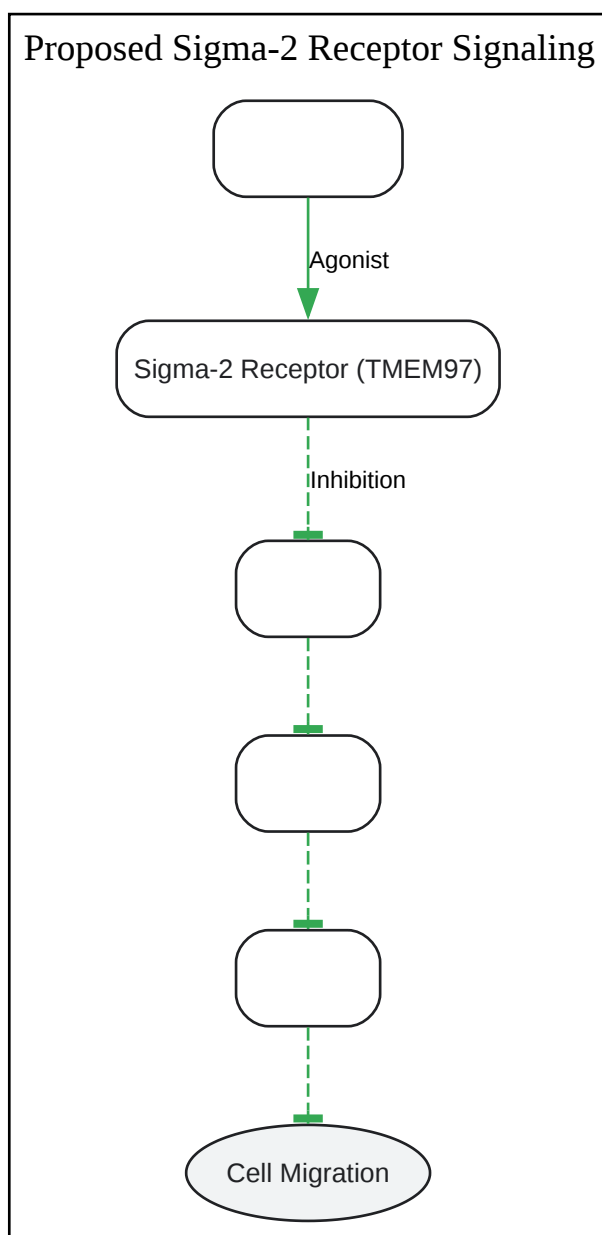 Proposed Sigma-2 Receptor Signaling
Agonist
Sigma-2 Receptor (TMEM97)
Inhibition
Cell Migration